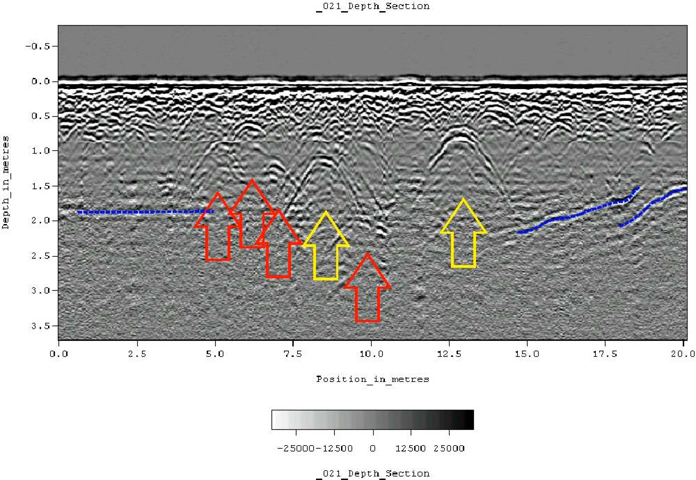 _021_Depth_Section
-0.5
0.0
0.5
1.0
1.5
2.0
2.5
3.0
3.5
Depth_in_metres
0.0 2.5 5.0 7.5 10.0 12.5 15.0 17.5 20.0
Position_in_metres
-25000 -12500 0 12500 25000
_021_Depth_Section